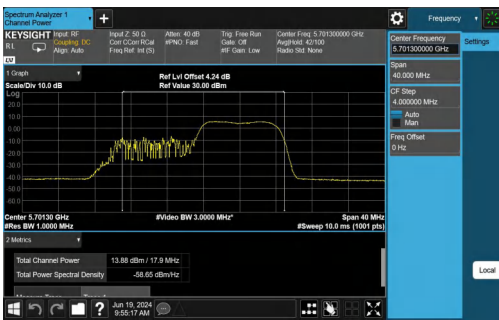 Spectrum Analyzer 1
Channel Power
+
Frequency
KEYSIGHT
Input: RF
Input Z: 50 Ω
Atten: 40 dB
Trig: Free Run
Center Freq: 5.701300000 GHz
RL
Coupling: DC
Corr CCorr RCal
#PNO: Fast
Gate: Off
Avg|Hold: 42/100
Align: Auto
Freq Ref: Int (S)
#IF Gain: Low
Radio Std: None
LV
1 Graph
Scale/Div 10.0 dB
Ref Lvl Offset 4.24 dB
Ref Value 30.00 dBm
Log
20.0
10.0
0.00
-10.0
-20.0
-30.0
-40.0
-50.0
-60.0
Center 5.70130 GHz
#Video BW 3.0000 MHz*
Span 40 MHz
#Res BW 1.0000 MHz
#Sweep 10.0 ms (1001 pts)
2 Metrics
Total Channel Power 13.88 dBm / 17.9 MHz
Total Power Spectral Density -58.65 dBm/Hz
Center Frequency
5.701300000 GHz
Settings
Span
40.000 MHz
CF Step
4.000000 MHz
Auto
Man
Freq Offset
0 Hz
Local
?
Jun 19, 2024
9:55:17 AM